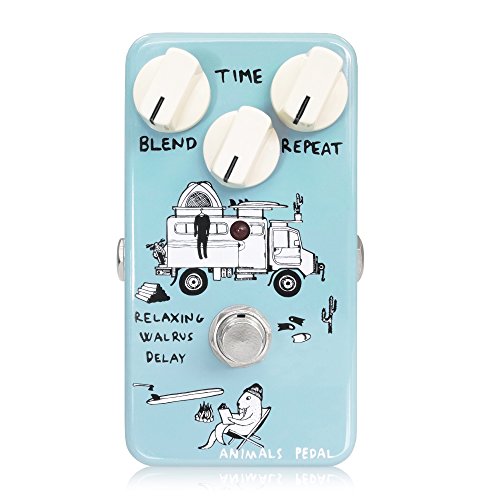 TIME
BLEND
REPEAT
RELAXING
WALRUS
DELAY
ANIMALS PEDAL